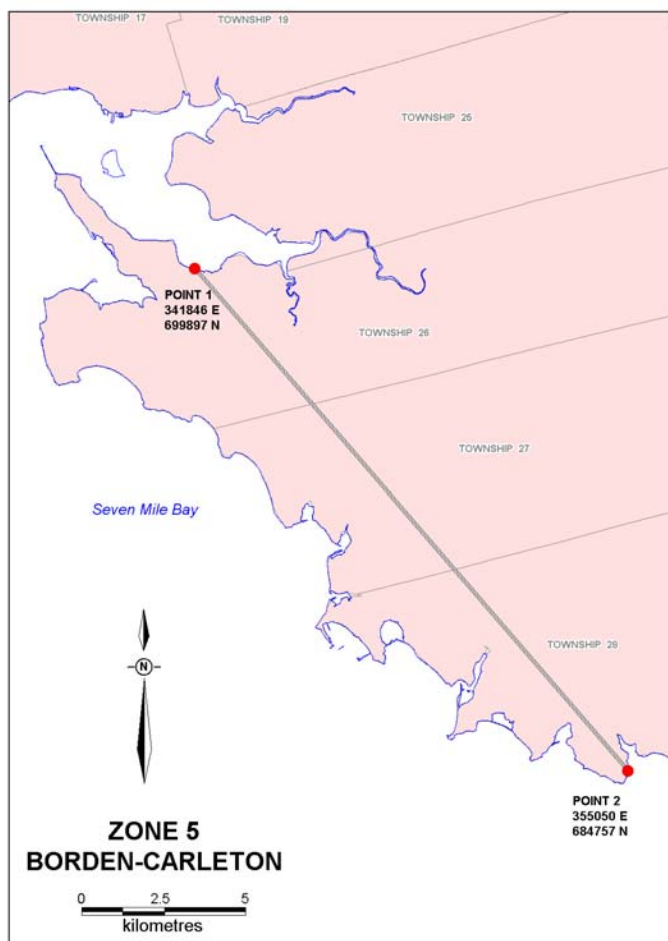 TOWNSHIP 17
TOWNSHIP 19
TOWNSHIP 25
POINT 1
341846 E
699897 N
TOWNSHIP 26
TOWNSHIP 27
Seven Mile Bay
N
TOWNSHIP 28
POINT 2
355050 E
684757 N
ZONE 5
BORDEN-CARLETON
0 2.5 5
kilometres